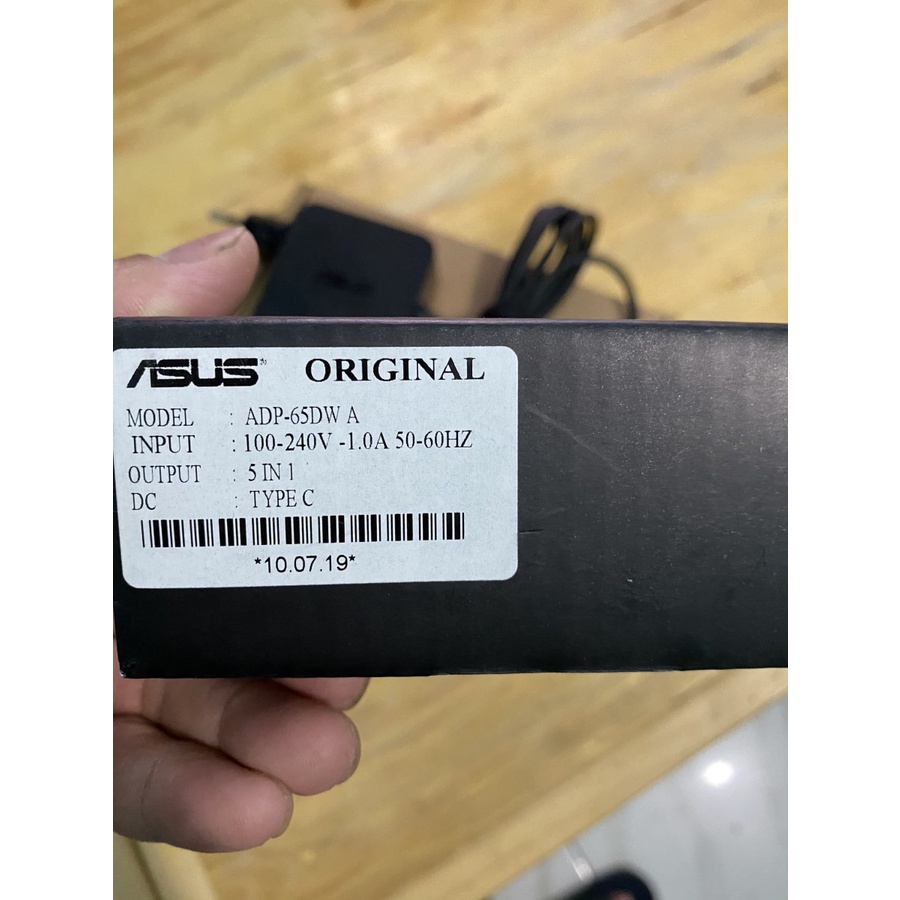 ASUS ORIGINAL
MODEL : ADP-65DW A
INPUT : 100-240V -1.0A 50-60HZ
OUTPUT : 5 IN 1
DC : TYPE C
*10.07.19*